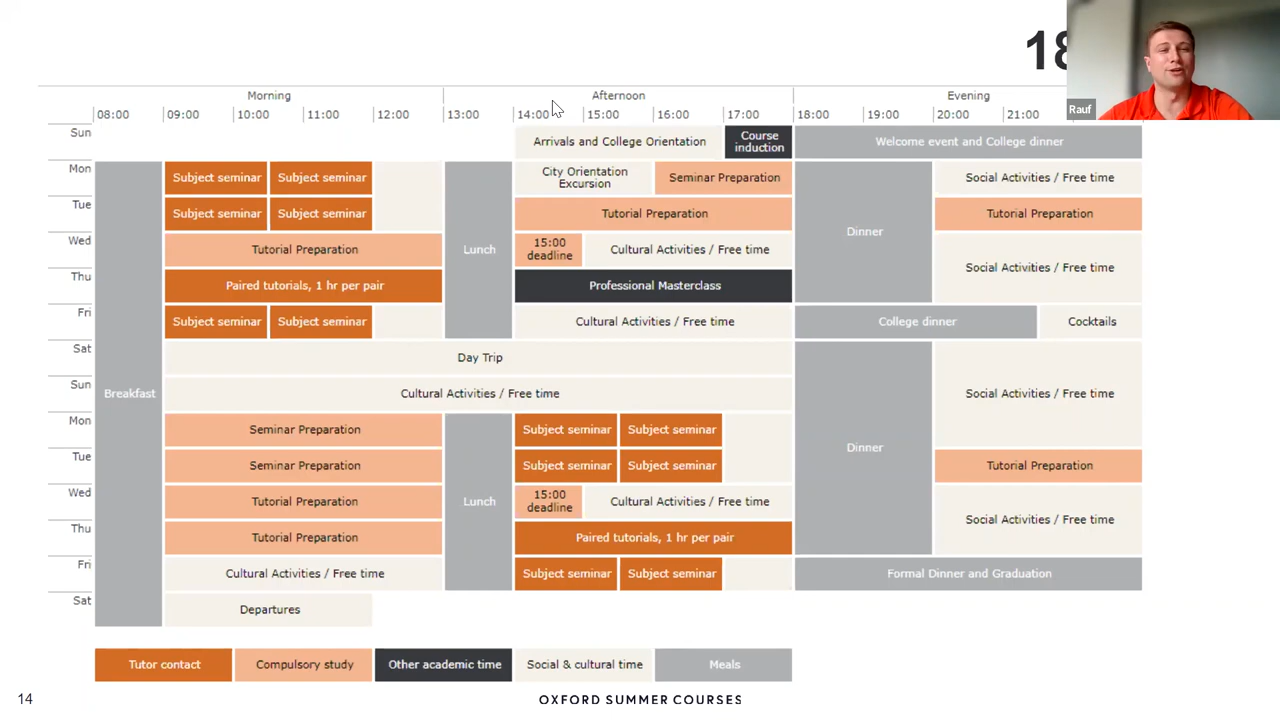 18
Rauf
Morning Afternoon Evening
08:00 09:00 10:00 11:00 12:00 13:00 14:00 15:00 16:00 17:00 20:00 21:00
Sun
Arrivals and College Orientation
Course induction
Welcome event and College dinner
Mon
Subject seminar Subject seminar
City Orientation Excursion
Seminar Preparation
Social Activities / Free time
Tue
Subject seminar Subject seminar
Tutorial Preparation
Tutorial Preparation
Dinner
Wed
Tutorial Preparation
Lunch
15:00 deadline
Cultural Activities / Free time
Social Activities / Free time
Thu
Paired tutorials, 1 hr per pair
Professional Masterclass
Fri
Subject seminar Subject seminar
Cultural Activities / Free time
College dinner
Cocktails
Sat
Day Trip
Sun
Breakfast
Cultural Activities / Free time
Social Activities / Free time
Mon
Seminar Preparation
Subject seminar Subject seminar
Dinner
Tue
Seminar Preparation
Subject seminar Subject seminar
Tutorial Preparation
Wed
Tutorial Preparation
Lunch
15:00 deadline
Cultural Activities / Free time
Social Activities / Free time
Thu
Tutorial Preparation
Paired tutorials, 1 hr per pair
Fri
Cultural Activities / Free time
Subject seminar Subject seminar
Formal Dinner and Graduation
Sat
Departures
Tutor contact Compulsory study Other academic time Social & cultural time Meals
14
OXFORD SUMMER COURSES